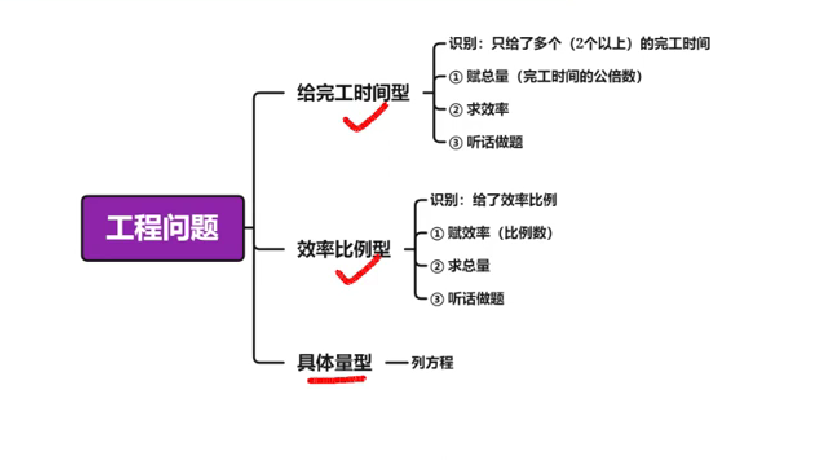 工程问题
给完工时间型
识别：只给了多个（2个以上）的完工时间
① 赋总量（完工时间的公倍数）
② 求效率
③ 听话做题
效率比例型
识别：给了效率比例
① 赋效率（比例数）
② 求总量
③ 听话做题
具体量型
列方程